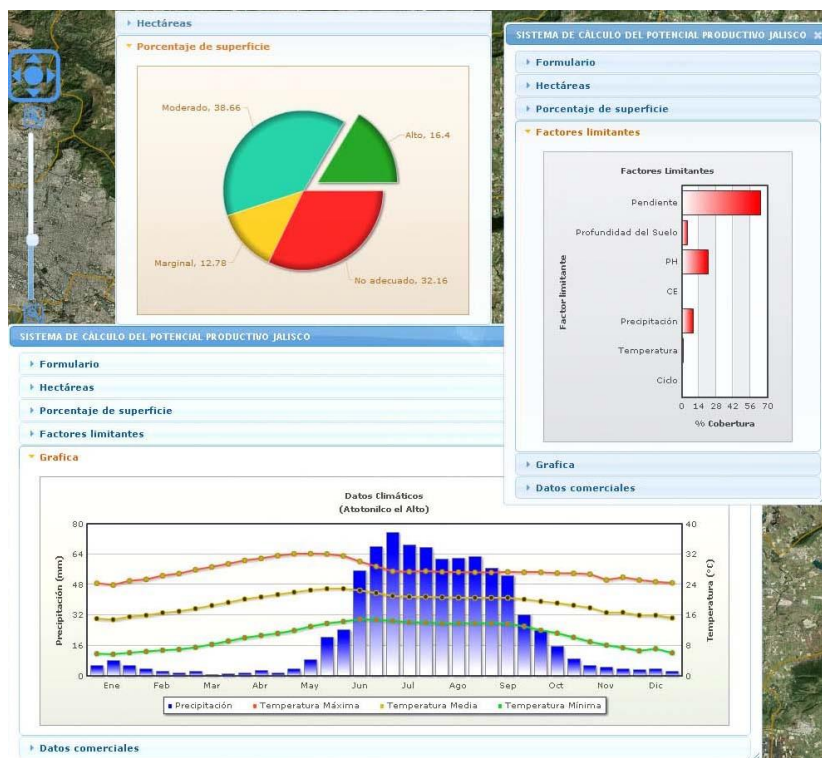 Hectáreas
Porcentaje de superficie
Moderado, 38.66
Alto, 16.4
Marginal, 12.78
No adecuado, 32.16
SISTEMA DE CÁLCULO DEL POTENCIAL PRODUCTIVO JALISCO
Formulario
Hectáreas
Porcentaje de superficie
Factores limitantes
Factores Limitantes
Factor limitante
Pendiente
Profundidad del Suelo
PH
CE
Precipitación
Temperatura
Ciclo
0 14 28 42 56 70
% Cobertura
Grafica
Datos comerciales
SISTEMA DE CÁLCULO DEL POTENCIAL PRODUCTIVO JALISCO
Formulario
Hectáreas
Porcentaje de superficie
Factores limitantes
Grafica
Datos Climáticos
(Atotonilco el Alto)
Precipitación (mm)
80
64
48
32
16
0
40
32
24
16
8
0
Temperatura (°C)
Ene Feb Mar Abr May Jun Jul Ago Sep Oct Nov Dic
Precipitación Temperatura Máxima Temperatura Media Temperatura Mínima
Datos comerciales